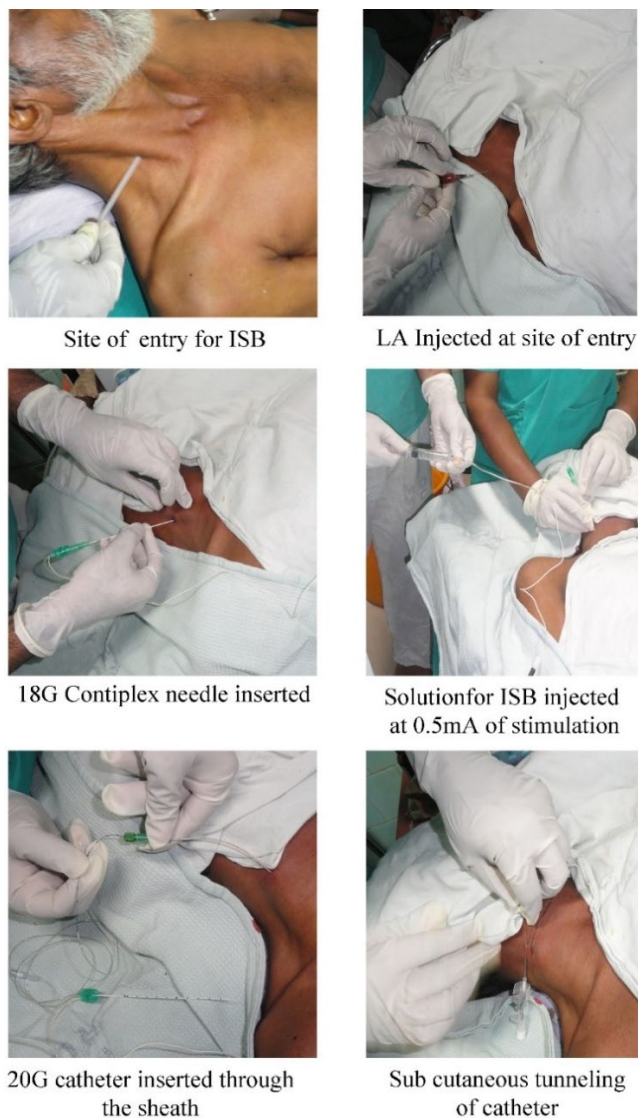 Site of entry for ISB
LA Injected at site of entry
18G Contiplex needle inserted
Solutionfor ISB injected
at 0.5mA of stimulation
20G catheter inserted through
the sheath
Sub cutaneous tunneling
of catheter